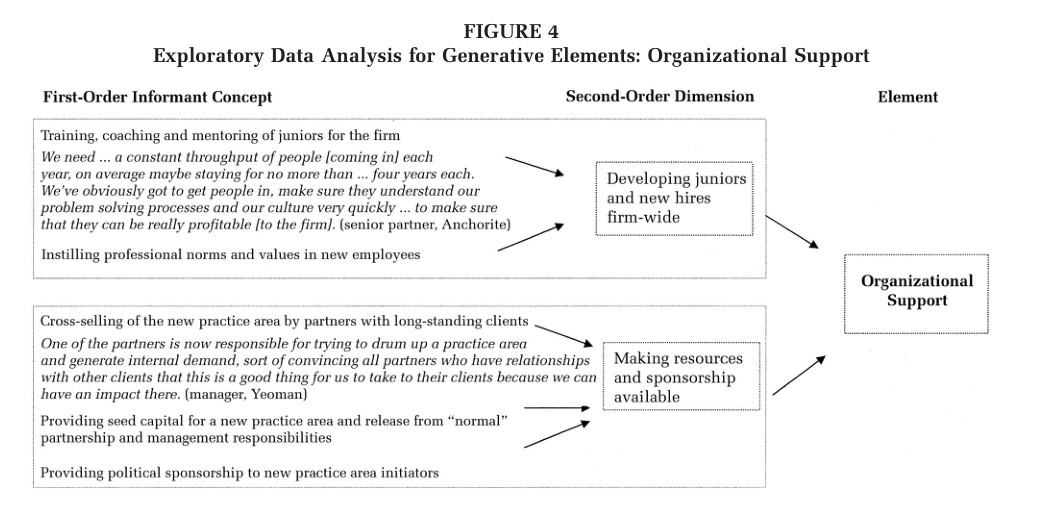 FIGURE 4
Exploratory Data Analysis for Generative Elements: Organizational Support
First-Order Informant Concept
Second-Order Dimension
Element
Training, coaching and mentoring of juniors for the firm
We need ... a constant throughput of people [coming in] each
year, on average maybe staying for no more than ... four years each.
We've obviously got to get people in, make sure they understand our
problem solving processes and our culture very quickly ... to make sure
that they can be really profitable [to the firm]. (senior partner, Anchorite)
Instilling professional norms and values in new employees
Developing juniors
and new hires
firm-wide
Organizational
Support
Cross-selling of the new practice area by partners with long-standing clients
One of the partners is now responsible for trying to drum up a practice area
and generate internal demand, sort of convincing all partners who have relationships
with other clients that this is a good thing for us to take to their clients because we can
have an impact there. (manager, Yeoman)
Providing seed capital for a new practice area and release from “normal”
partnership and management responsibilities
Providing political sponsorship to new practice area initiators
Making resources
and sponsorship
available